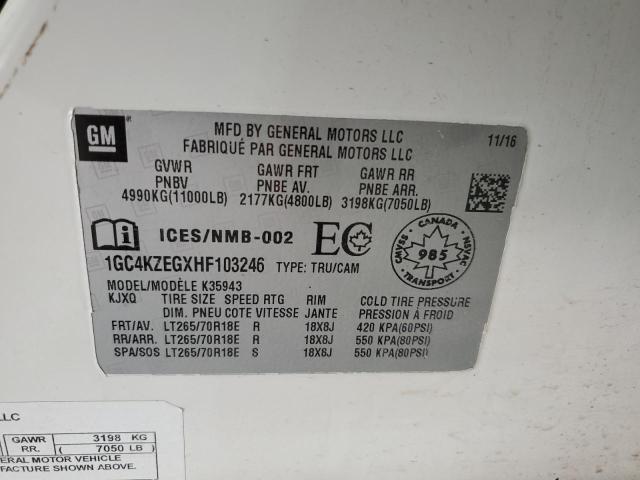 GM
MFD BY GENERAL MOTORS LLC
FABRIQUÉ PAR GENERAL MOTORS LLC
11/16
GVWR GAWR FRT GAWR RR
PNBV PNBE AV. PNBE ARR.
4990KG(11000LB) 2177KG(4800LB) 3198KG(7050LB)
i ICES/NMB-002 EC
CANADA
CMVSS 985 NSVAC
TRANSPORT
1GC4KZEGXHF103246 TYPE: TRU/CAM
MODEL/MODÈLE K35943
KJXQ TIRE SIZE SPEED RTG RIM COLD TIRE PRESSURE
DIM. PNEU COTE VITESSE JANTE PRESSION À FROID
FRT/AV. LT265/70R18E R 18X8J 420 KPA(60PSI)
RR/ARR. LT265/70R18E R 18X8J 550 KPA(80PSI)
SPA/SOS LT265/70R18E S 18X8J 550 KPA(80PSI)
LLC
GAWR 3198 KG
RR. ( 7050 LB )
ERAL MOTOR VEHICLE
FACTURE SHOWN ABOVE.